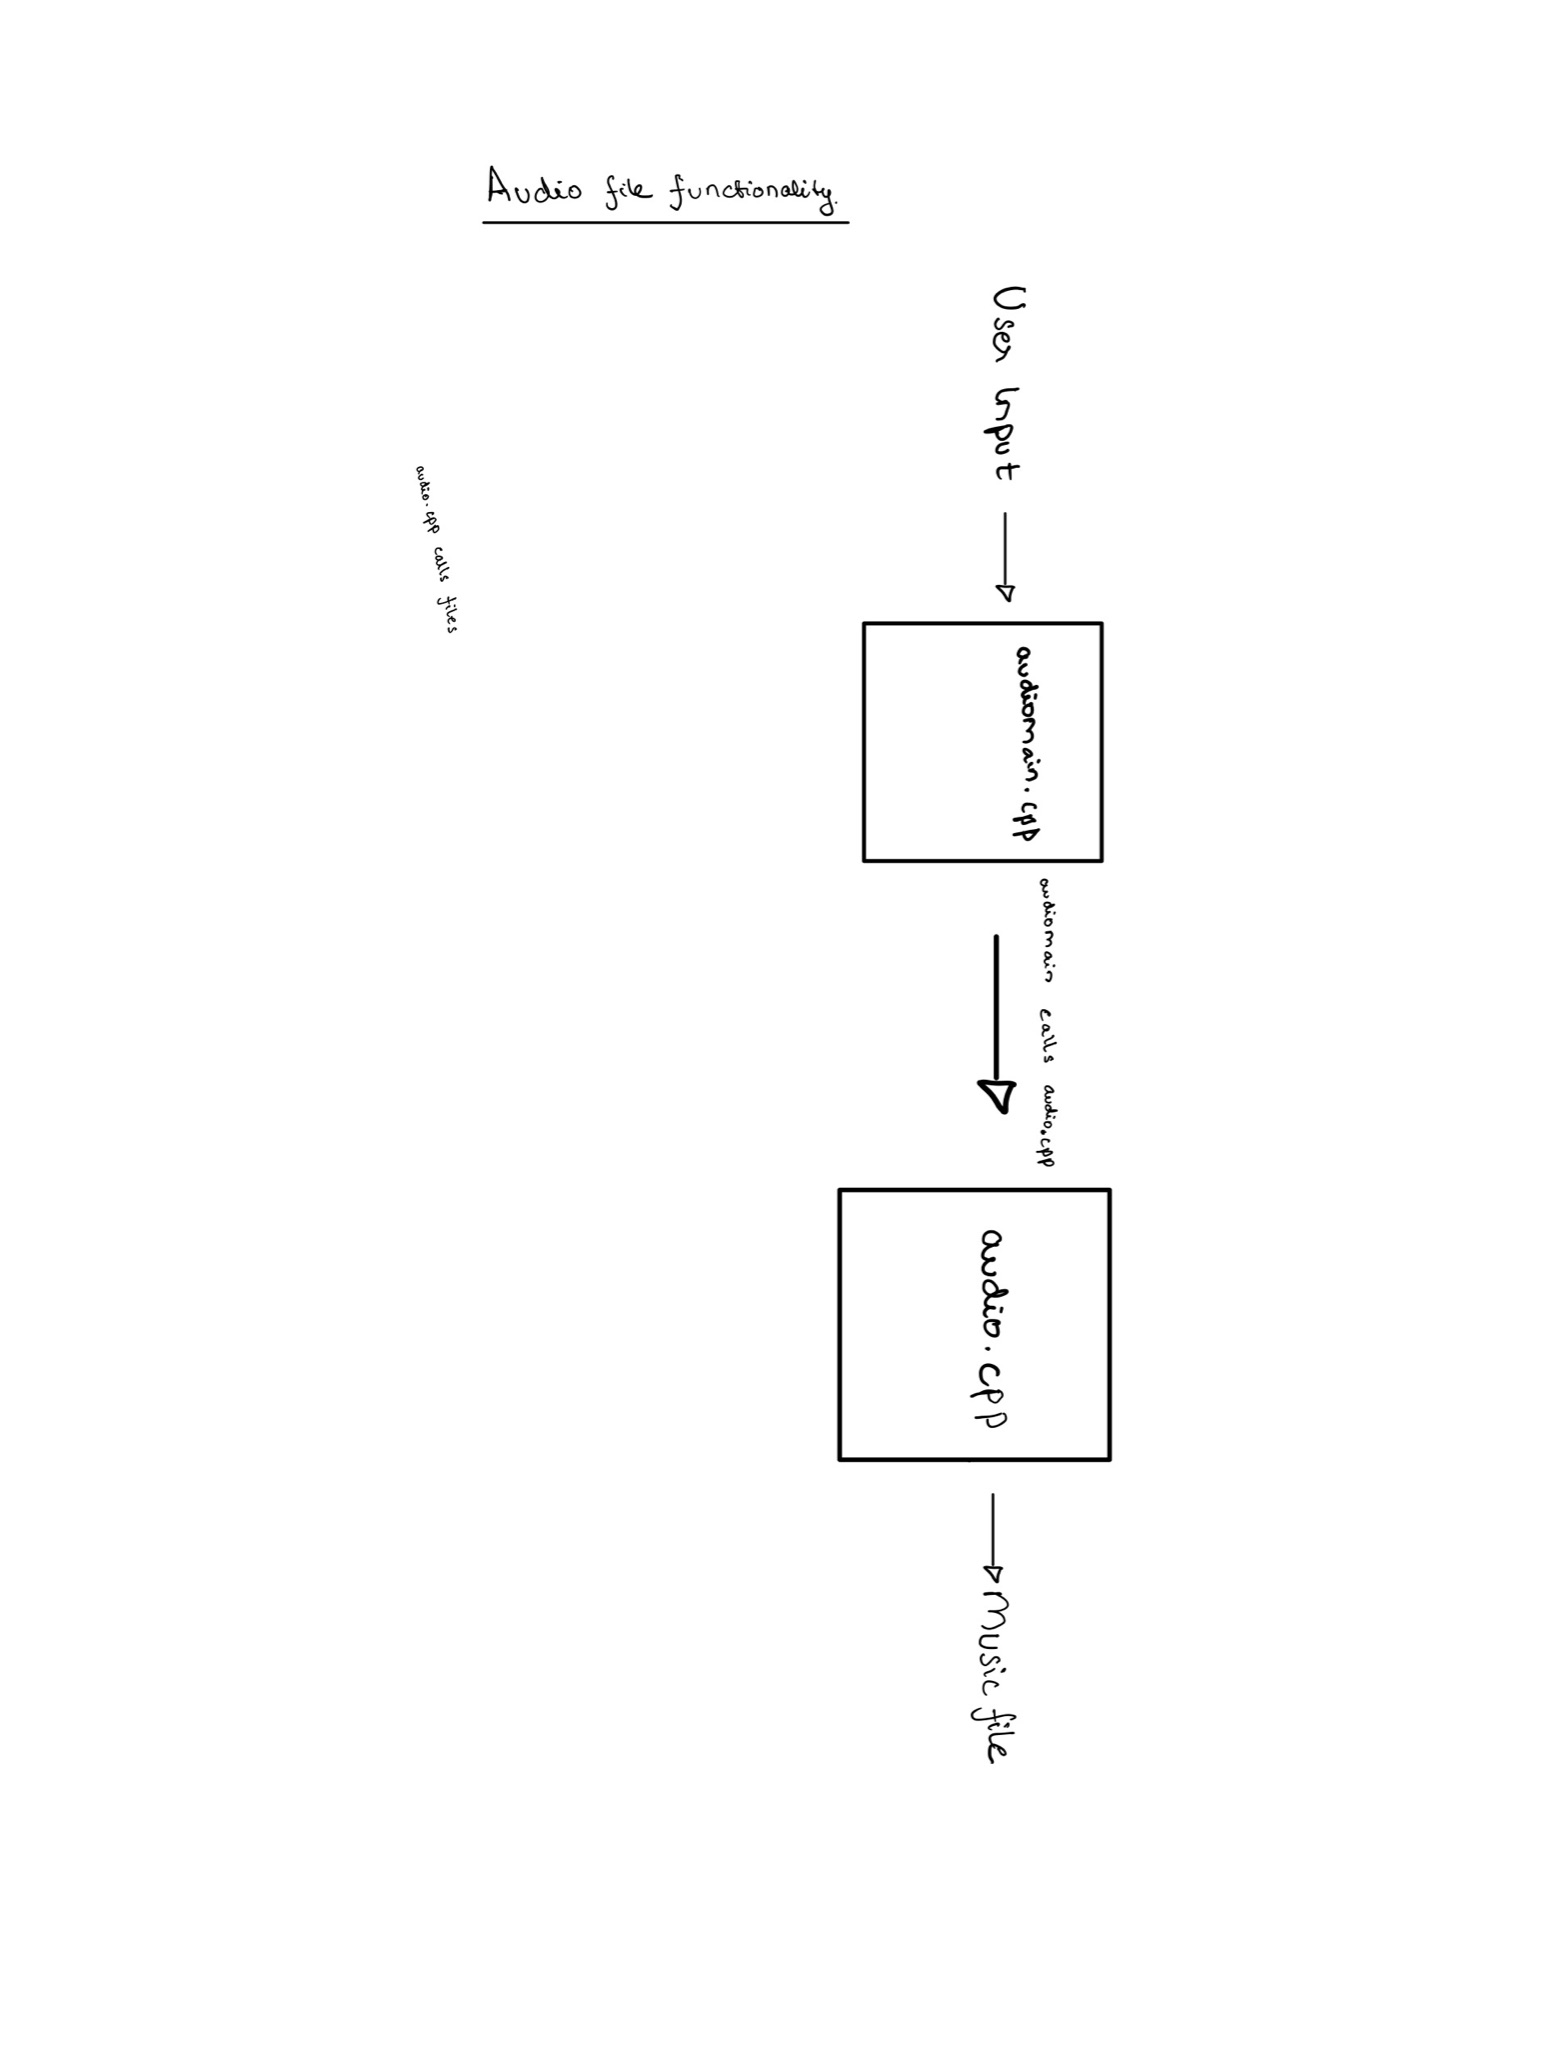 Audio file functionality.
User Input
audiomain.cpp
audiomain calls audio.cpp
audio.cpp
Music file
audio.cpp calls files